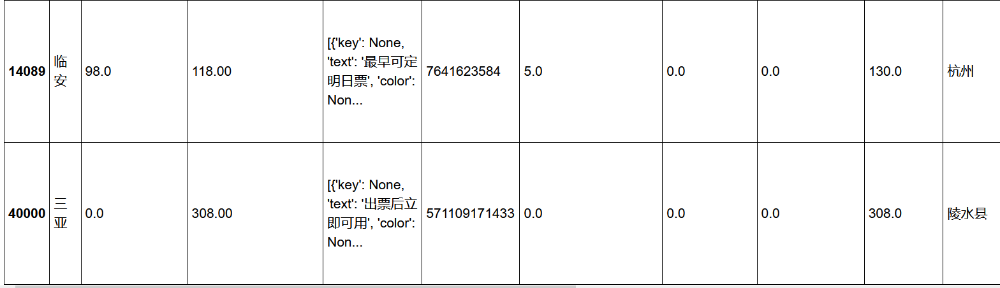 [{'key': None,
'text': '最早可定
明日票', 'color':
Non...
14089 临安 98.0 118.00 7641623584 5.0 0.0 0.0 130.0 杭州
[{'key': None,
'text': '出票后立
即可用', 'color':
Non...
40000 三亚 0.0 308.00 571109171433 0.0 0.0 0.0 308.0 陵水县